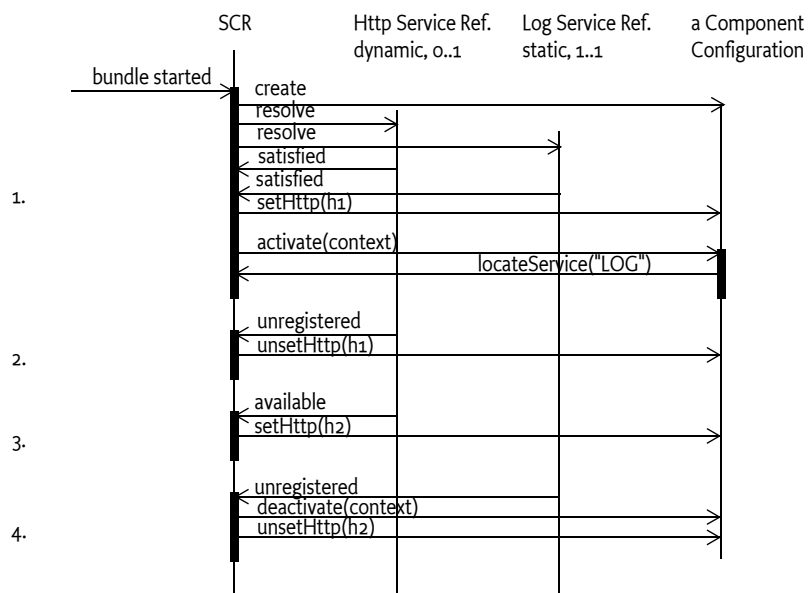 SCR
Http Service Ref.
dynamic, 0..1
Log Service Ref.
static, 1..1
a Component
Configuration
bundle started
create
resolve
resolve
satisfied
satisfied
1.
setHttp(h1)
activate(context)
locateService("LOG")
unregistered
2.
unsetHttp(h1)
available
3.
setHttp(h2)
unregistered
deactivate(context)
4.
unsetHttp(h2)